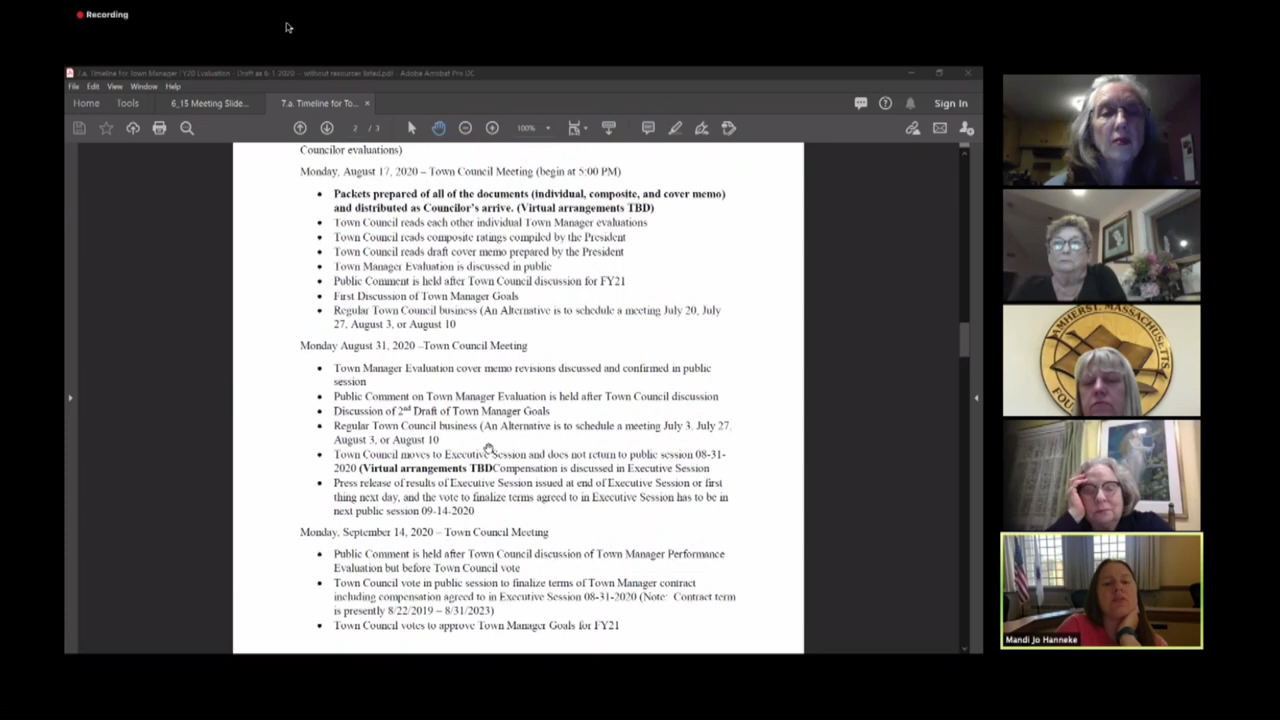 Recording
7.a. Timeline for Town Manager FY20 Evaluation - Draft as 6-1-2020 - without resources listed.pdf - Adobe Acrobat Pro DC
File Edit View Window Help
Home Tools 6_15 Meeting Slide... 7.a. Timeline for To... × Sign In
2 / 3 100%
Councilor evaluations)
Monday, August 17, 2020 – Town Council Meeting (begin at 5:00 PM)
• Packets prepared of all of the documents (individual, composite, and cover memo)
and distributed as Councilor's arrive. (Virtual arrangements TBD)
• Town Council reads each other individual Town Manager evaluations
• Town Council reads composite ratings compiled by the President
• Town Council reads draft cover memo prepared by the President
• Town Manager Evaluation is discussed in public
• Public Comment is held after Town Council discussion for FY21
• First Discussion of Town Manager Goals
• Regular Town Council business (An Alternative is to schedule a meeting July 20, July
27, August 3, or August 10
Monday August 31, 2020 –Town Council Meeting
• Town Manager Evaluation cover memo revisions discussed and confirmed in public
session
• Public Comment on Town Manager Evaluation is held after Town Council discussion
• Discussion of 2nd Draft of Town Manager Goals
• Regular Town Council business (An Alternative is to schedule a meeting July 3, July 27,
August 3, or August 10
• Town Council moves to Executive Session and does not return to public session 08-31-
2020 (Virtual arrangements TBDCompensation is discussed in Executive Session
• Press release of results of Executive Session issued at end of Executive Session or first
thing next day, and the vote to finalize terms agreed to in Executive Session has to be in
next public session 09-14-2020
Monday, September 14, 2020 – Town Council Meeting
• Public Comment is held after Town Council discussion of Town Manager Performance
Evaluation but before Town Council vote
• Town Council vote in public session to finalize terms of Town Manager contract
including compensation agreed to in Executive Session 08-31-2020 (Note: Contract term
is presently 8/22/2019 – 8/31/2023)
• Town Council votes to approve Town Manager Goals for FY21
AMHERST, MASSACHUSETTS
Mandi Jo Hanneke